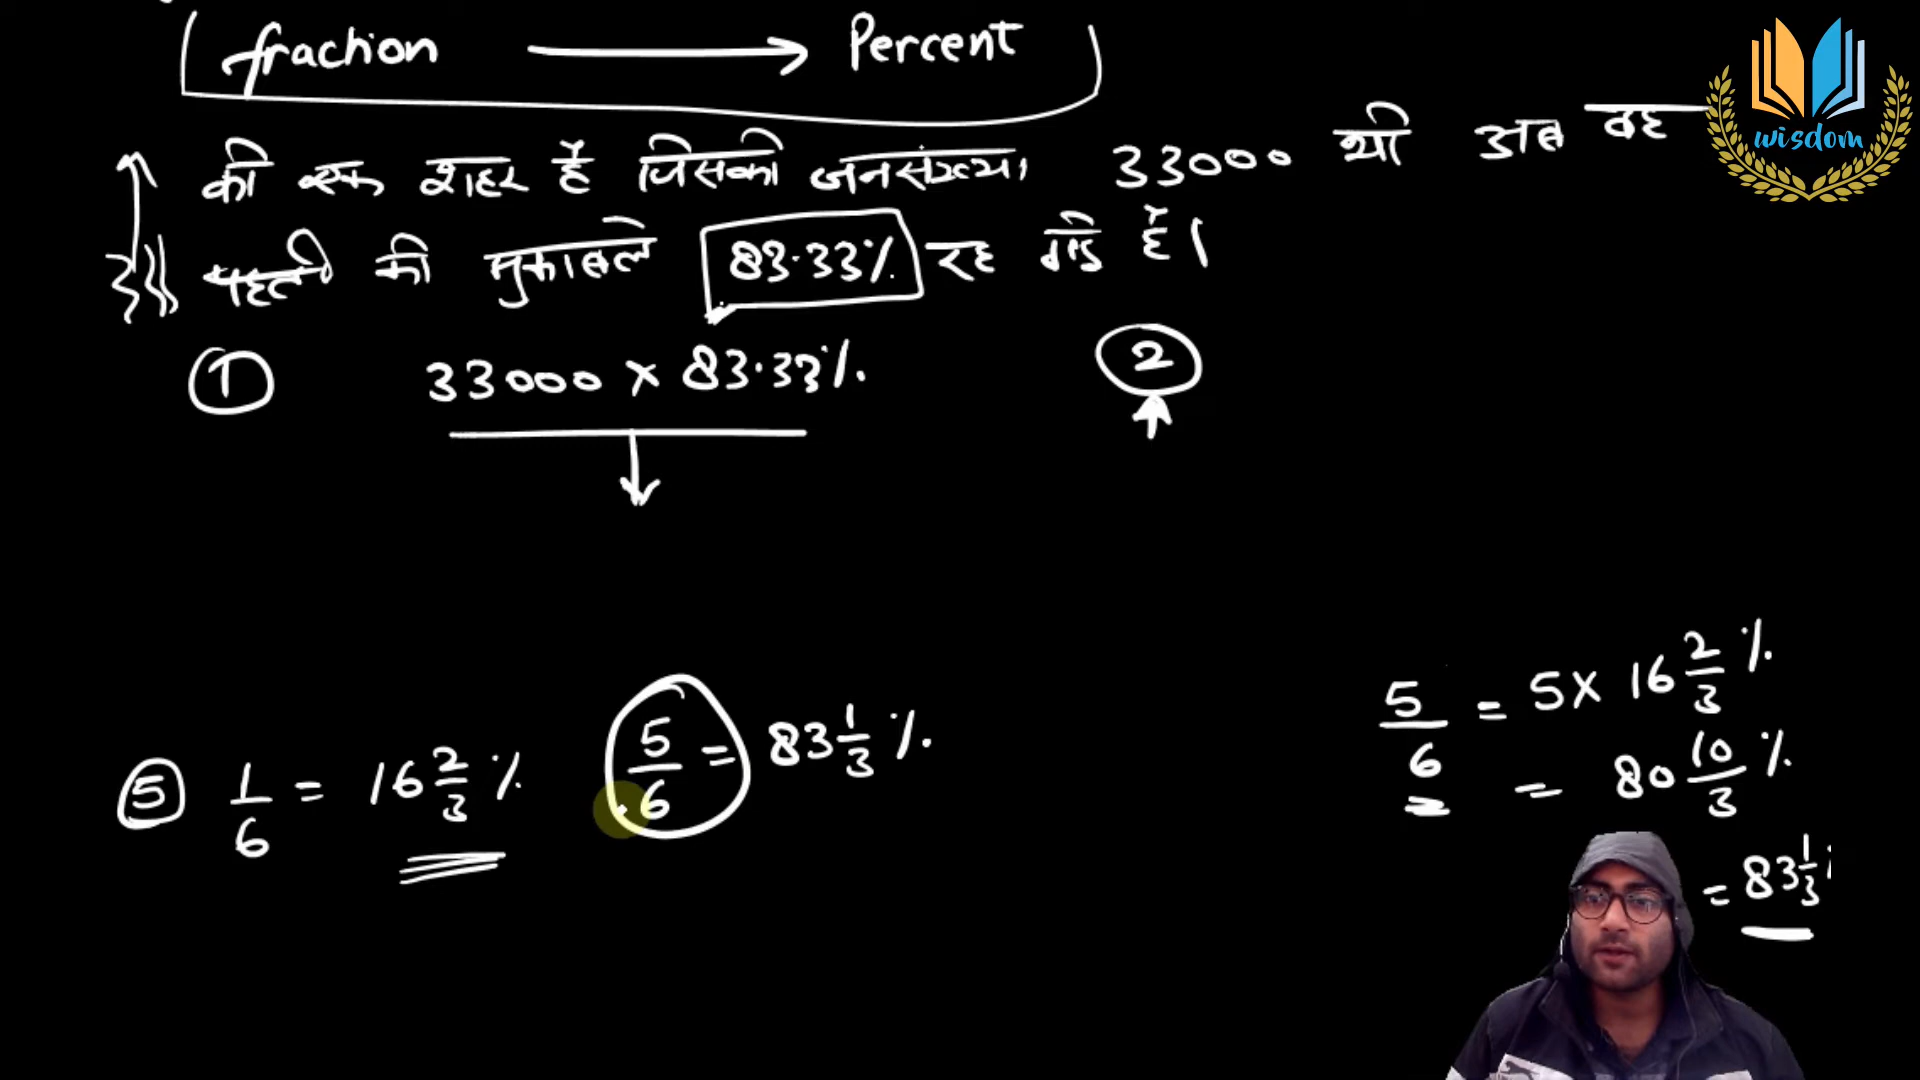 fraction → Percent
की एक शहर है जिसकी जनसंख्या 33000 थी अब वह
पहले की मुकाबले 83.33% रह गई है।
① 33000 × 83.33% ②
⑤ 1/6 = 16 2/3 % 5/6 = 83 1/3 %
5/6 = 5 × 16 2/3 %
= 80 10/3 %
= 83 1/3
wisdom